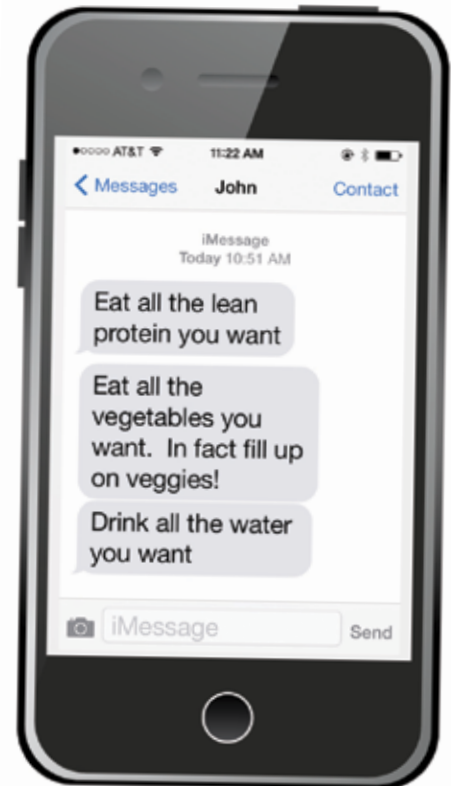 ●○○○○ AT&T 11:22 AM
Messages John Contact
iMessage
Today 10:51 AM
Eat all the lean
protein you want
Eat all the
vegetables you
want.  In fact fill up
on veggies!
Drink all the water
you want
iMessage Send